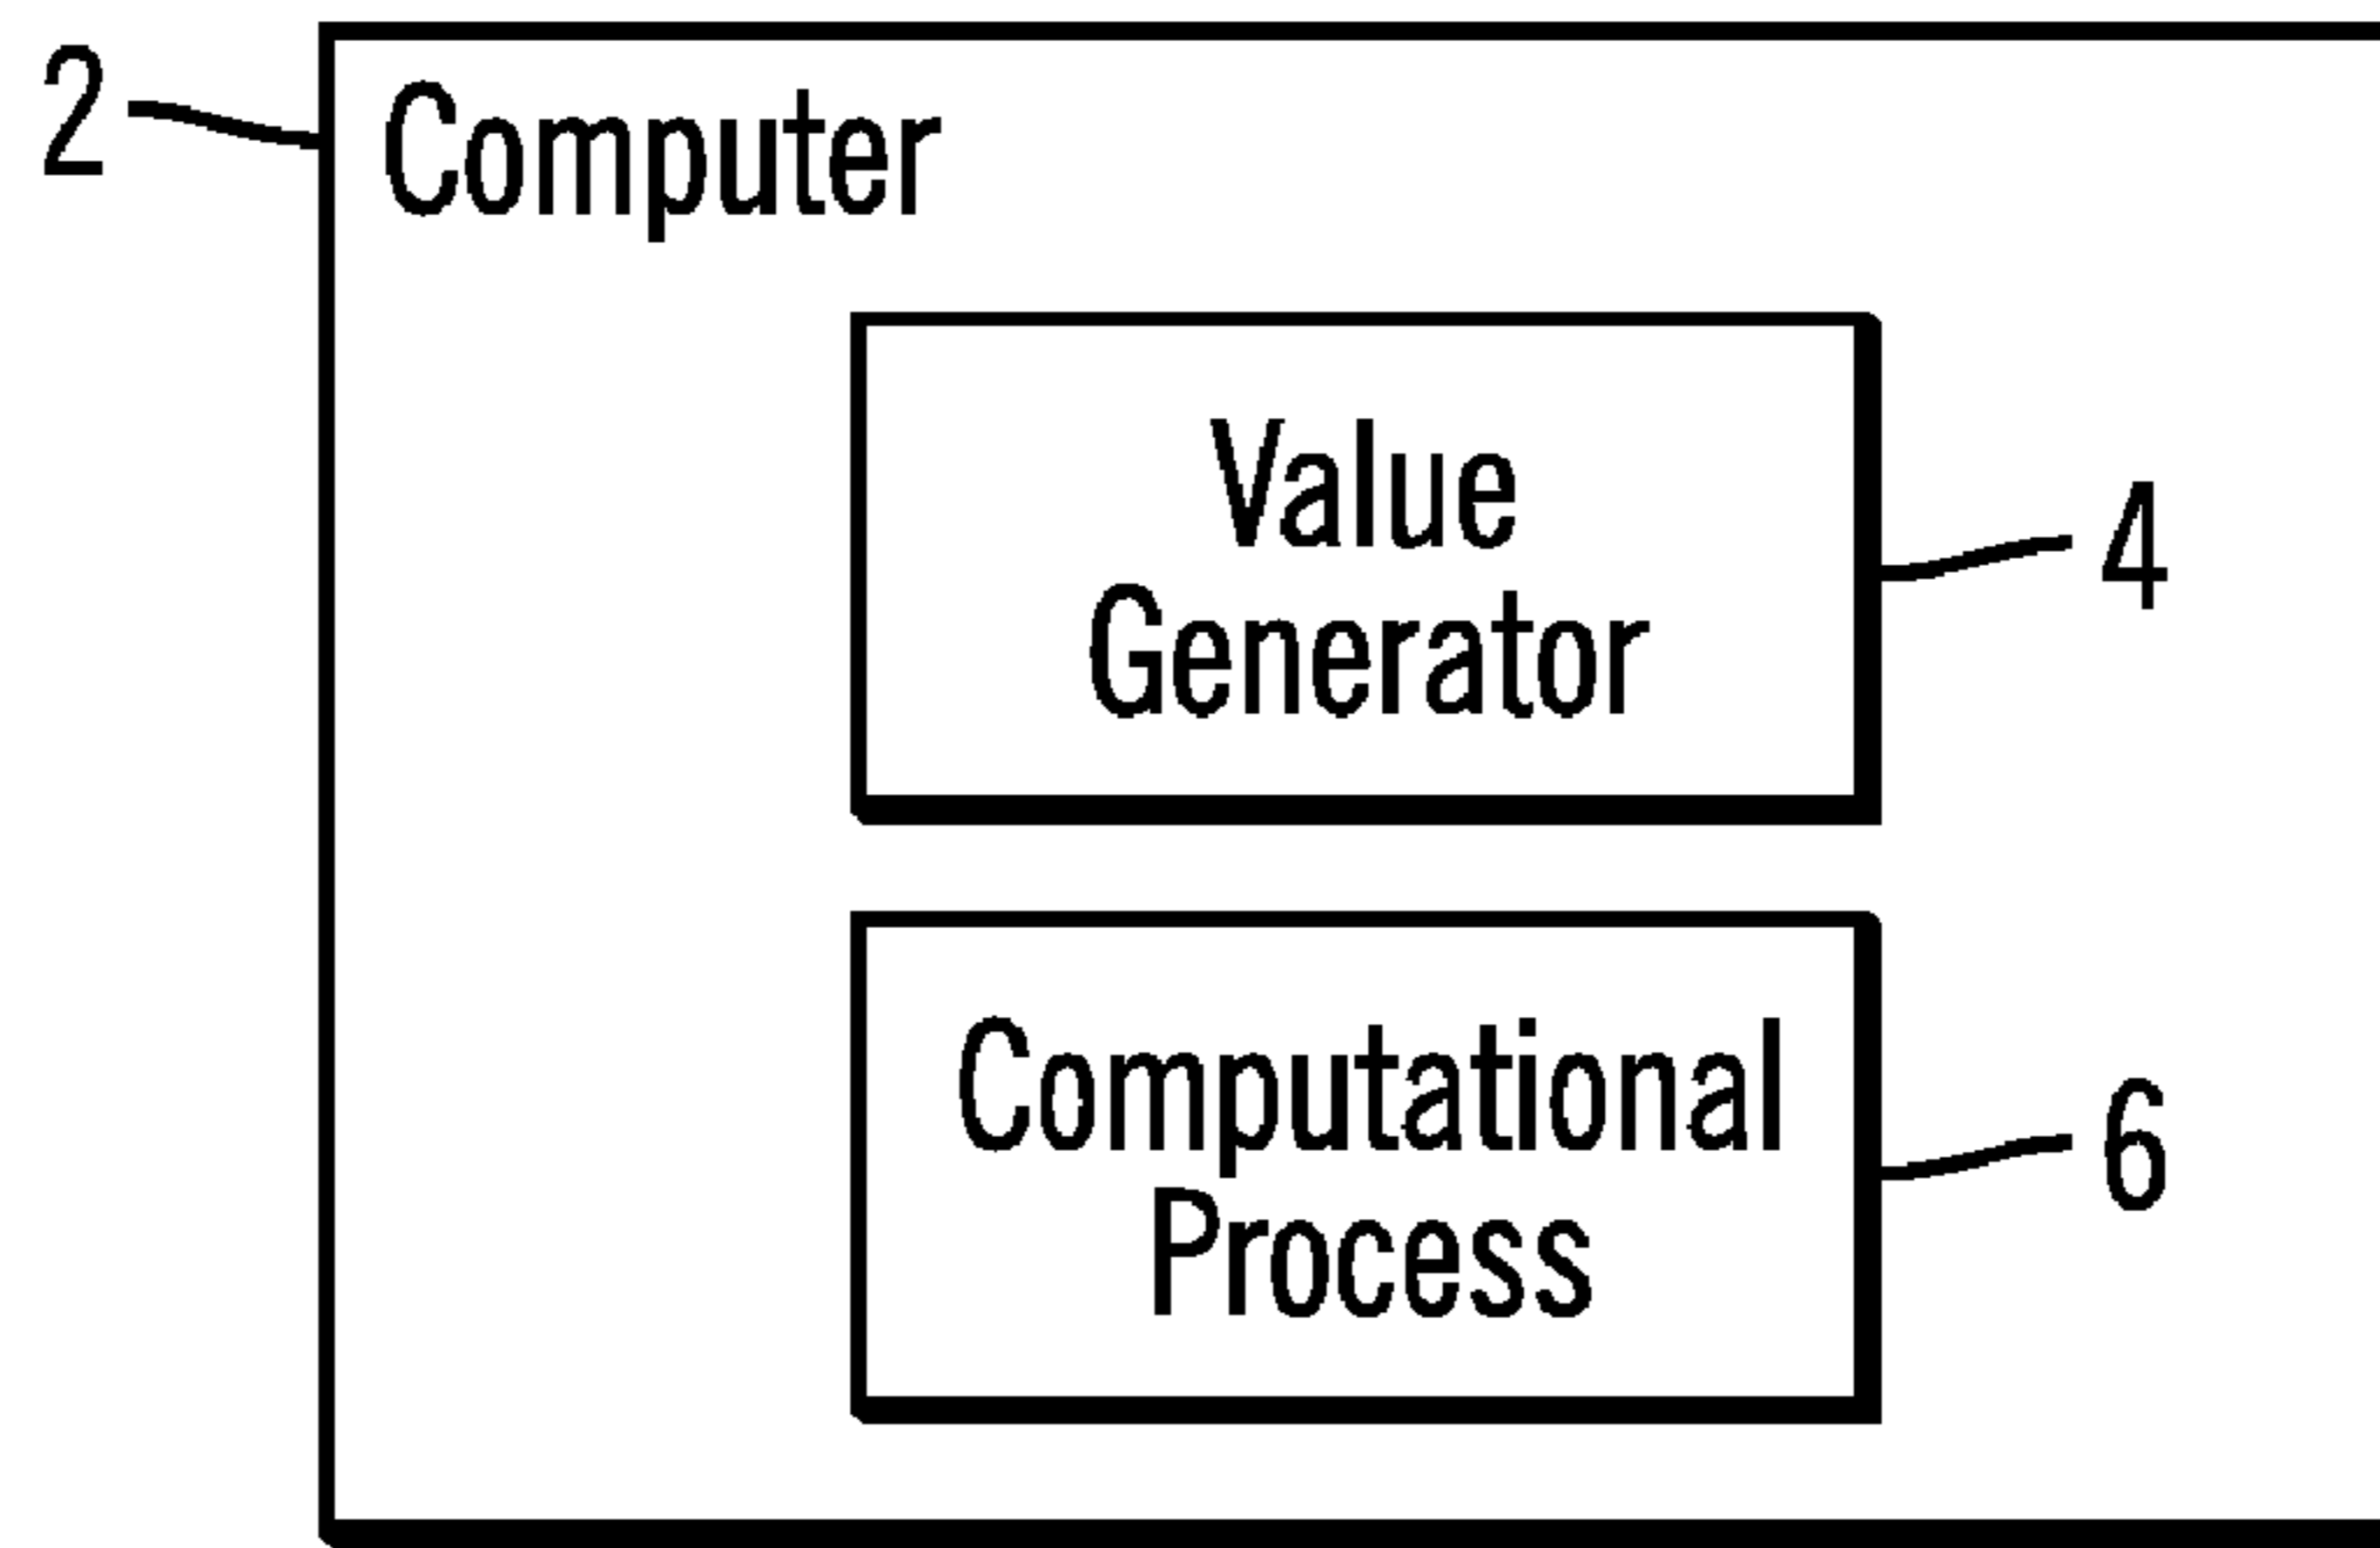 2
Computer
Value
Generator
4
Computational
Process
6